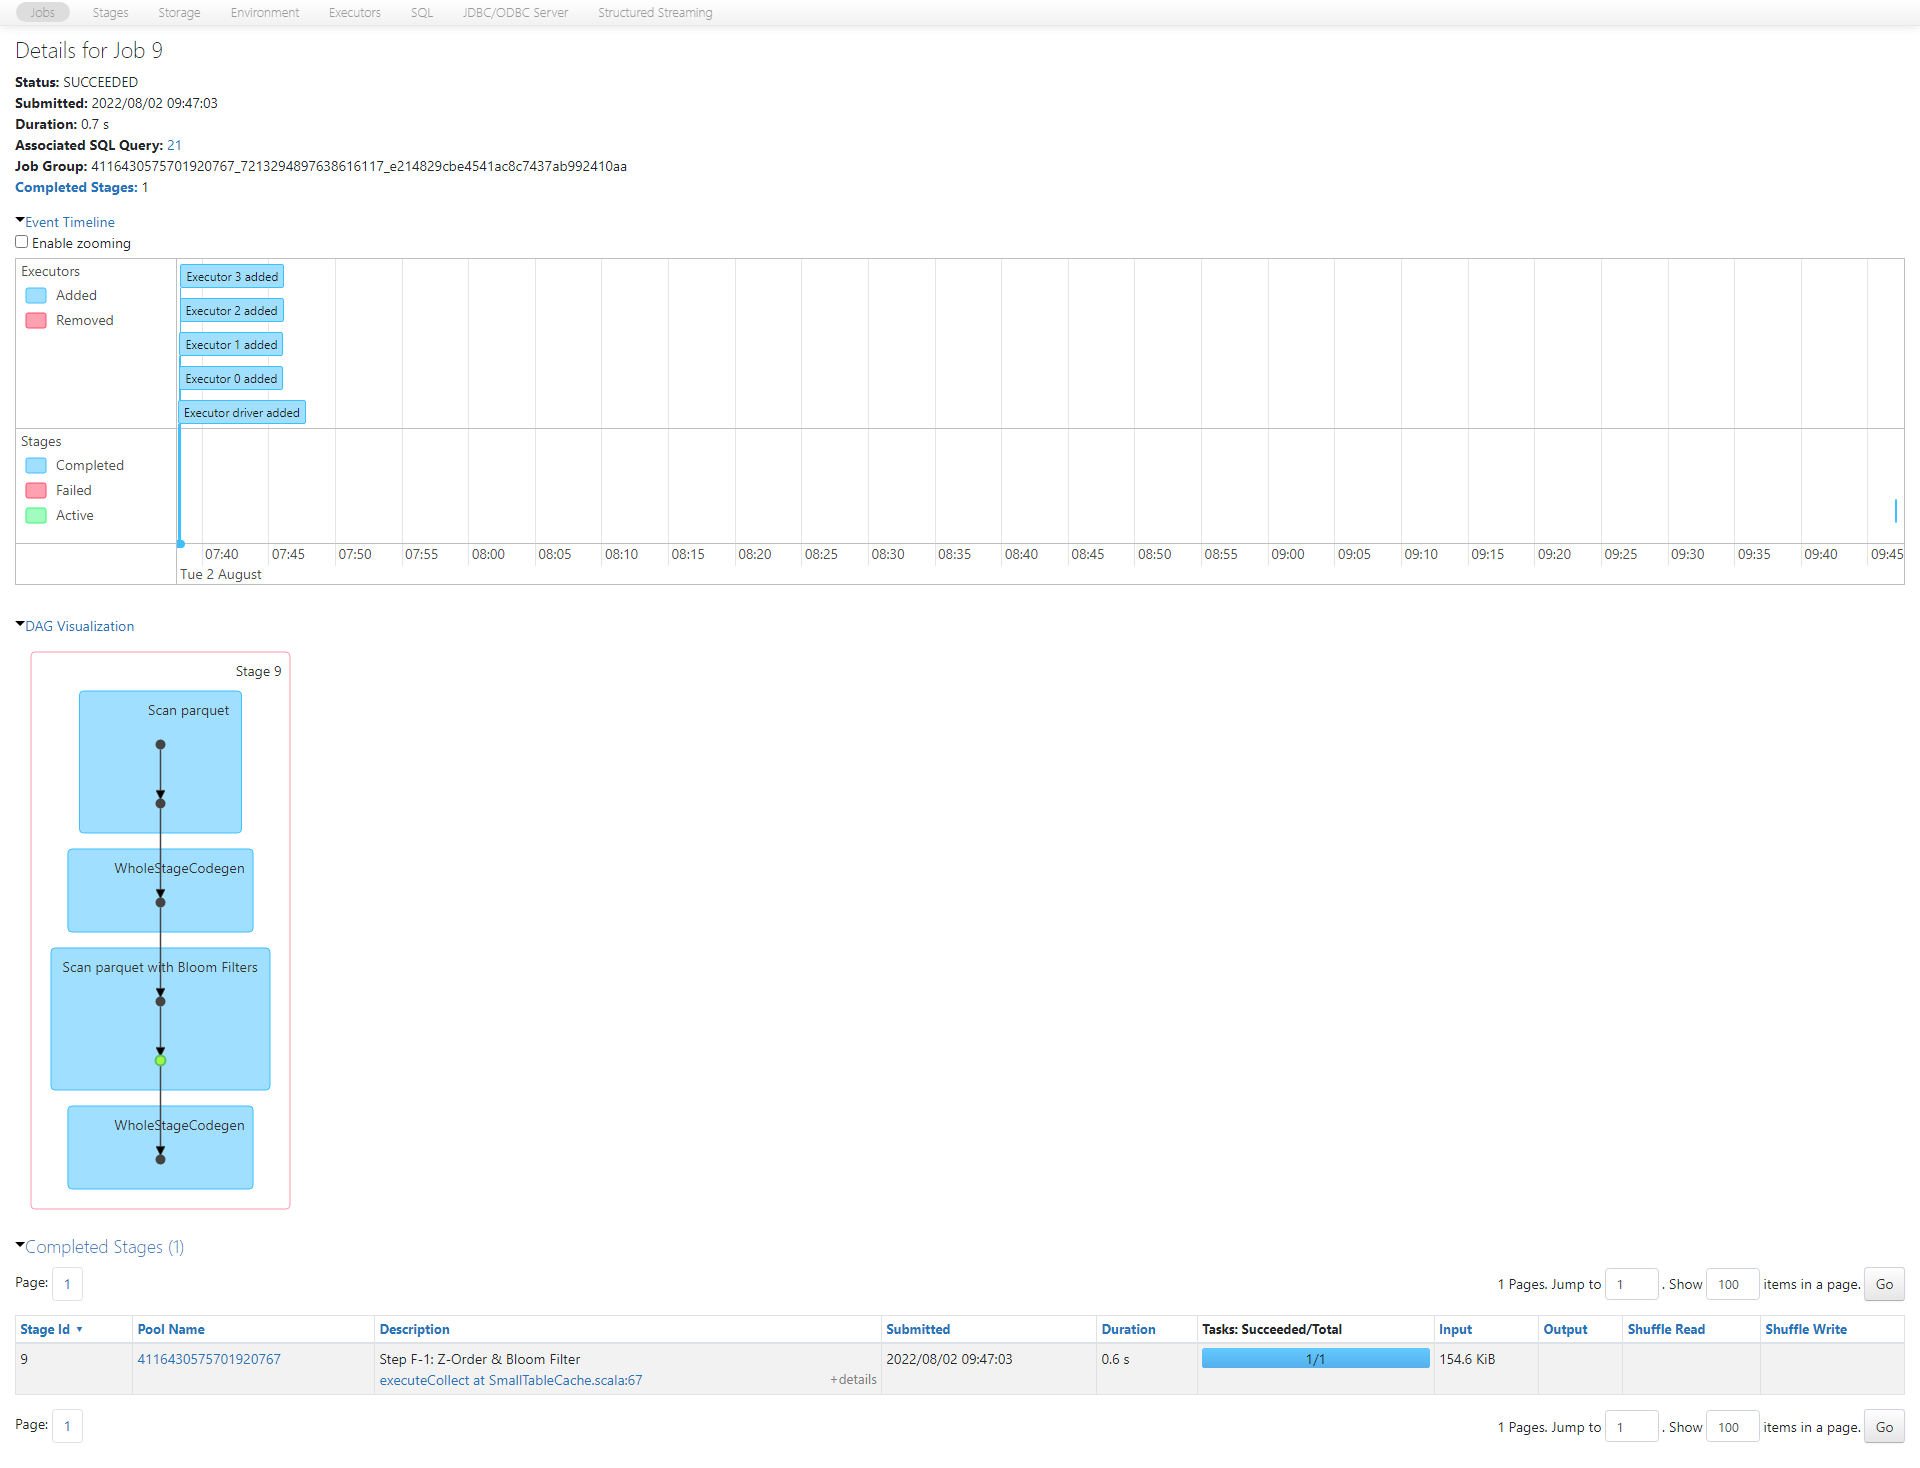 Jobs Stages Storage Environment Executors SQL JDBC/ODBC Server Structured Streaming
Details for Job 9
Status: SUCCEEDED
Submitted: 2022/08/02 09:47:03
Duration: 0.7 s
Associated SQL Query: 21
Job Group: 4116430575701920767_7213294897638616117_e214829cbe4541ac8c7437ab992410aa
Completed Stages: 1
Event Timeline
Enable zooming
Executors
Added
Removed
Executor 3 added
Executor 2 added
Executor 1 added
Executor 0 added
Executor driver added
Stages
Completed
Failed
Active
07:40 07:45 07:50 07:55 08:00 08:05 08:10 08:15 08:20 08:25 08:30 08:35 08:40 08:45 08:50 08:55 09:00 09:05 09:10 09:15 09:20 09:25 09:30 09:35 09:40 09:45
Tue 2 August
DAG Visualization
Stage 9
Scan parquet
WholeStageCodegen
Scan parquet with Bloom Filters
WholeStageCodegen
Completed Stages (1)
Page: 1 1 Pages. Jump to 1 . Show 100 items in a page. Go
Stage Id Pool Name Description Submitted Duration Tasks: Succeeded/Total Input Output Shuffle Read Shuffle Write
9 4116430575701920767 Step F-1: Z-Order & Bloom Filter 2022/08/02 09:47:03 0.6 s 1/1 154.6 KiB
executeCollect at SmallTableCache.scala:67 +details
Page: 1 1 Pages. Jump to 1 . Show 100 items in a page. Go